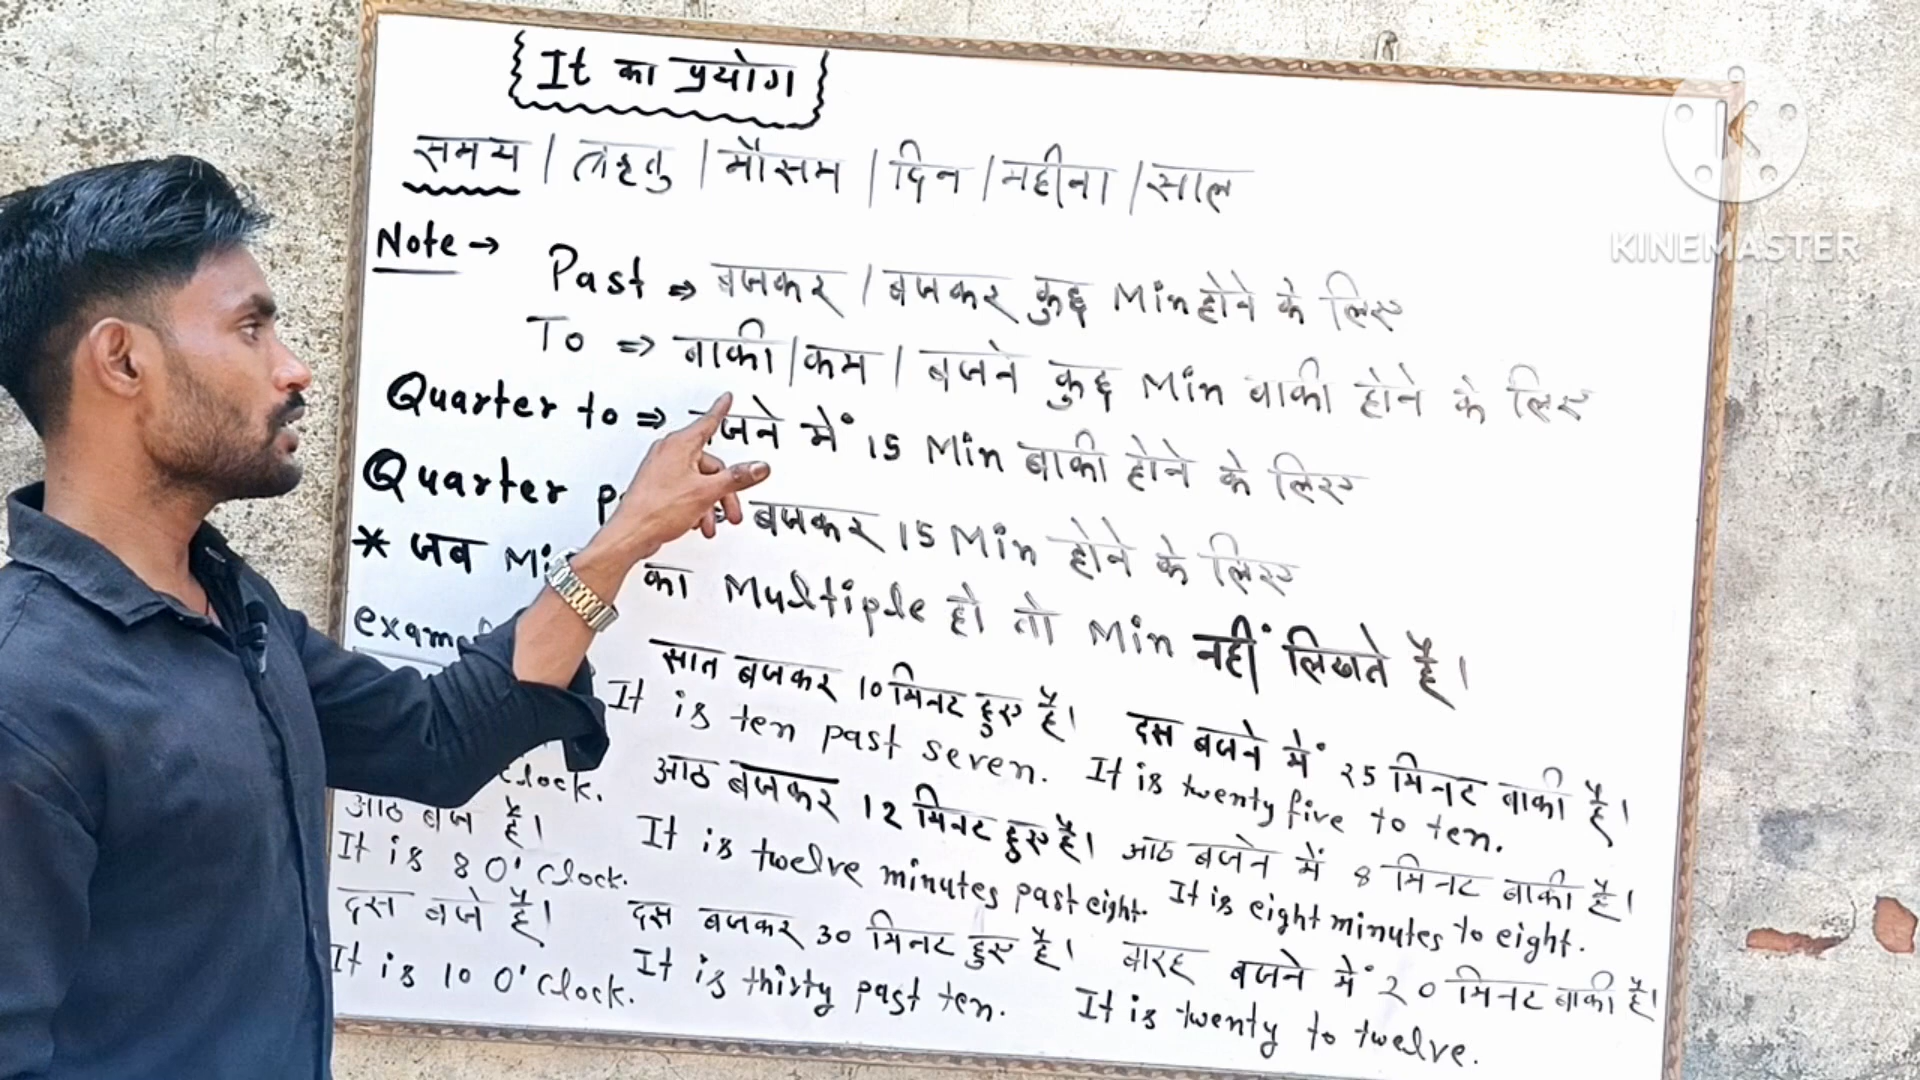 It का प्रयोग
समय / ऋतु / मौसम / दिन / महीना / साल
KINEMASTER
Note → Past ⇒ बजकर / बजकर कुछ Min होने के लिए
To ⇒ बाकी / कम / बजने कुछ Min बाकी होने के लिए
Quarter to ⇒ बजने में 15 Min बाकी होने के लिए
Quarter बजकर 15 Min होने के लिए
* जब का Multiple हो तो Min नहीं लिखते है।
सात बजकर 10 मिनट हुए है। दस बजने में 25 मिनट बाकी है।
It is ten past seven. It is twenty five to ten.
clock. आठ बजकर 12 मिनट हुए है। आठ बजेन में 8 मिनट बाकी है।
आठ बजे है। It is twelve minutes past eight. It is eight minutes to eight.
It is 8 O'clock.
दस बजे है। दस बजकर 30 मिनट हुए है। बारह बजने में 20 मिनट बाकी है।
It is 10 O'clock. It is thisty past ten. It is twenty to twelve.